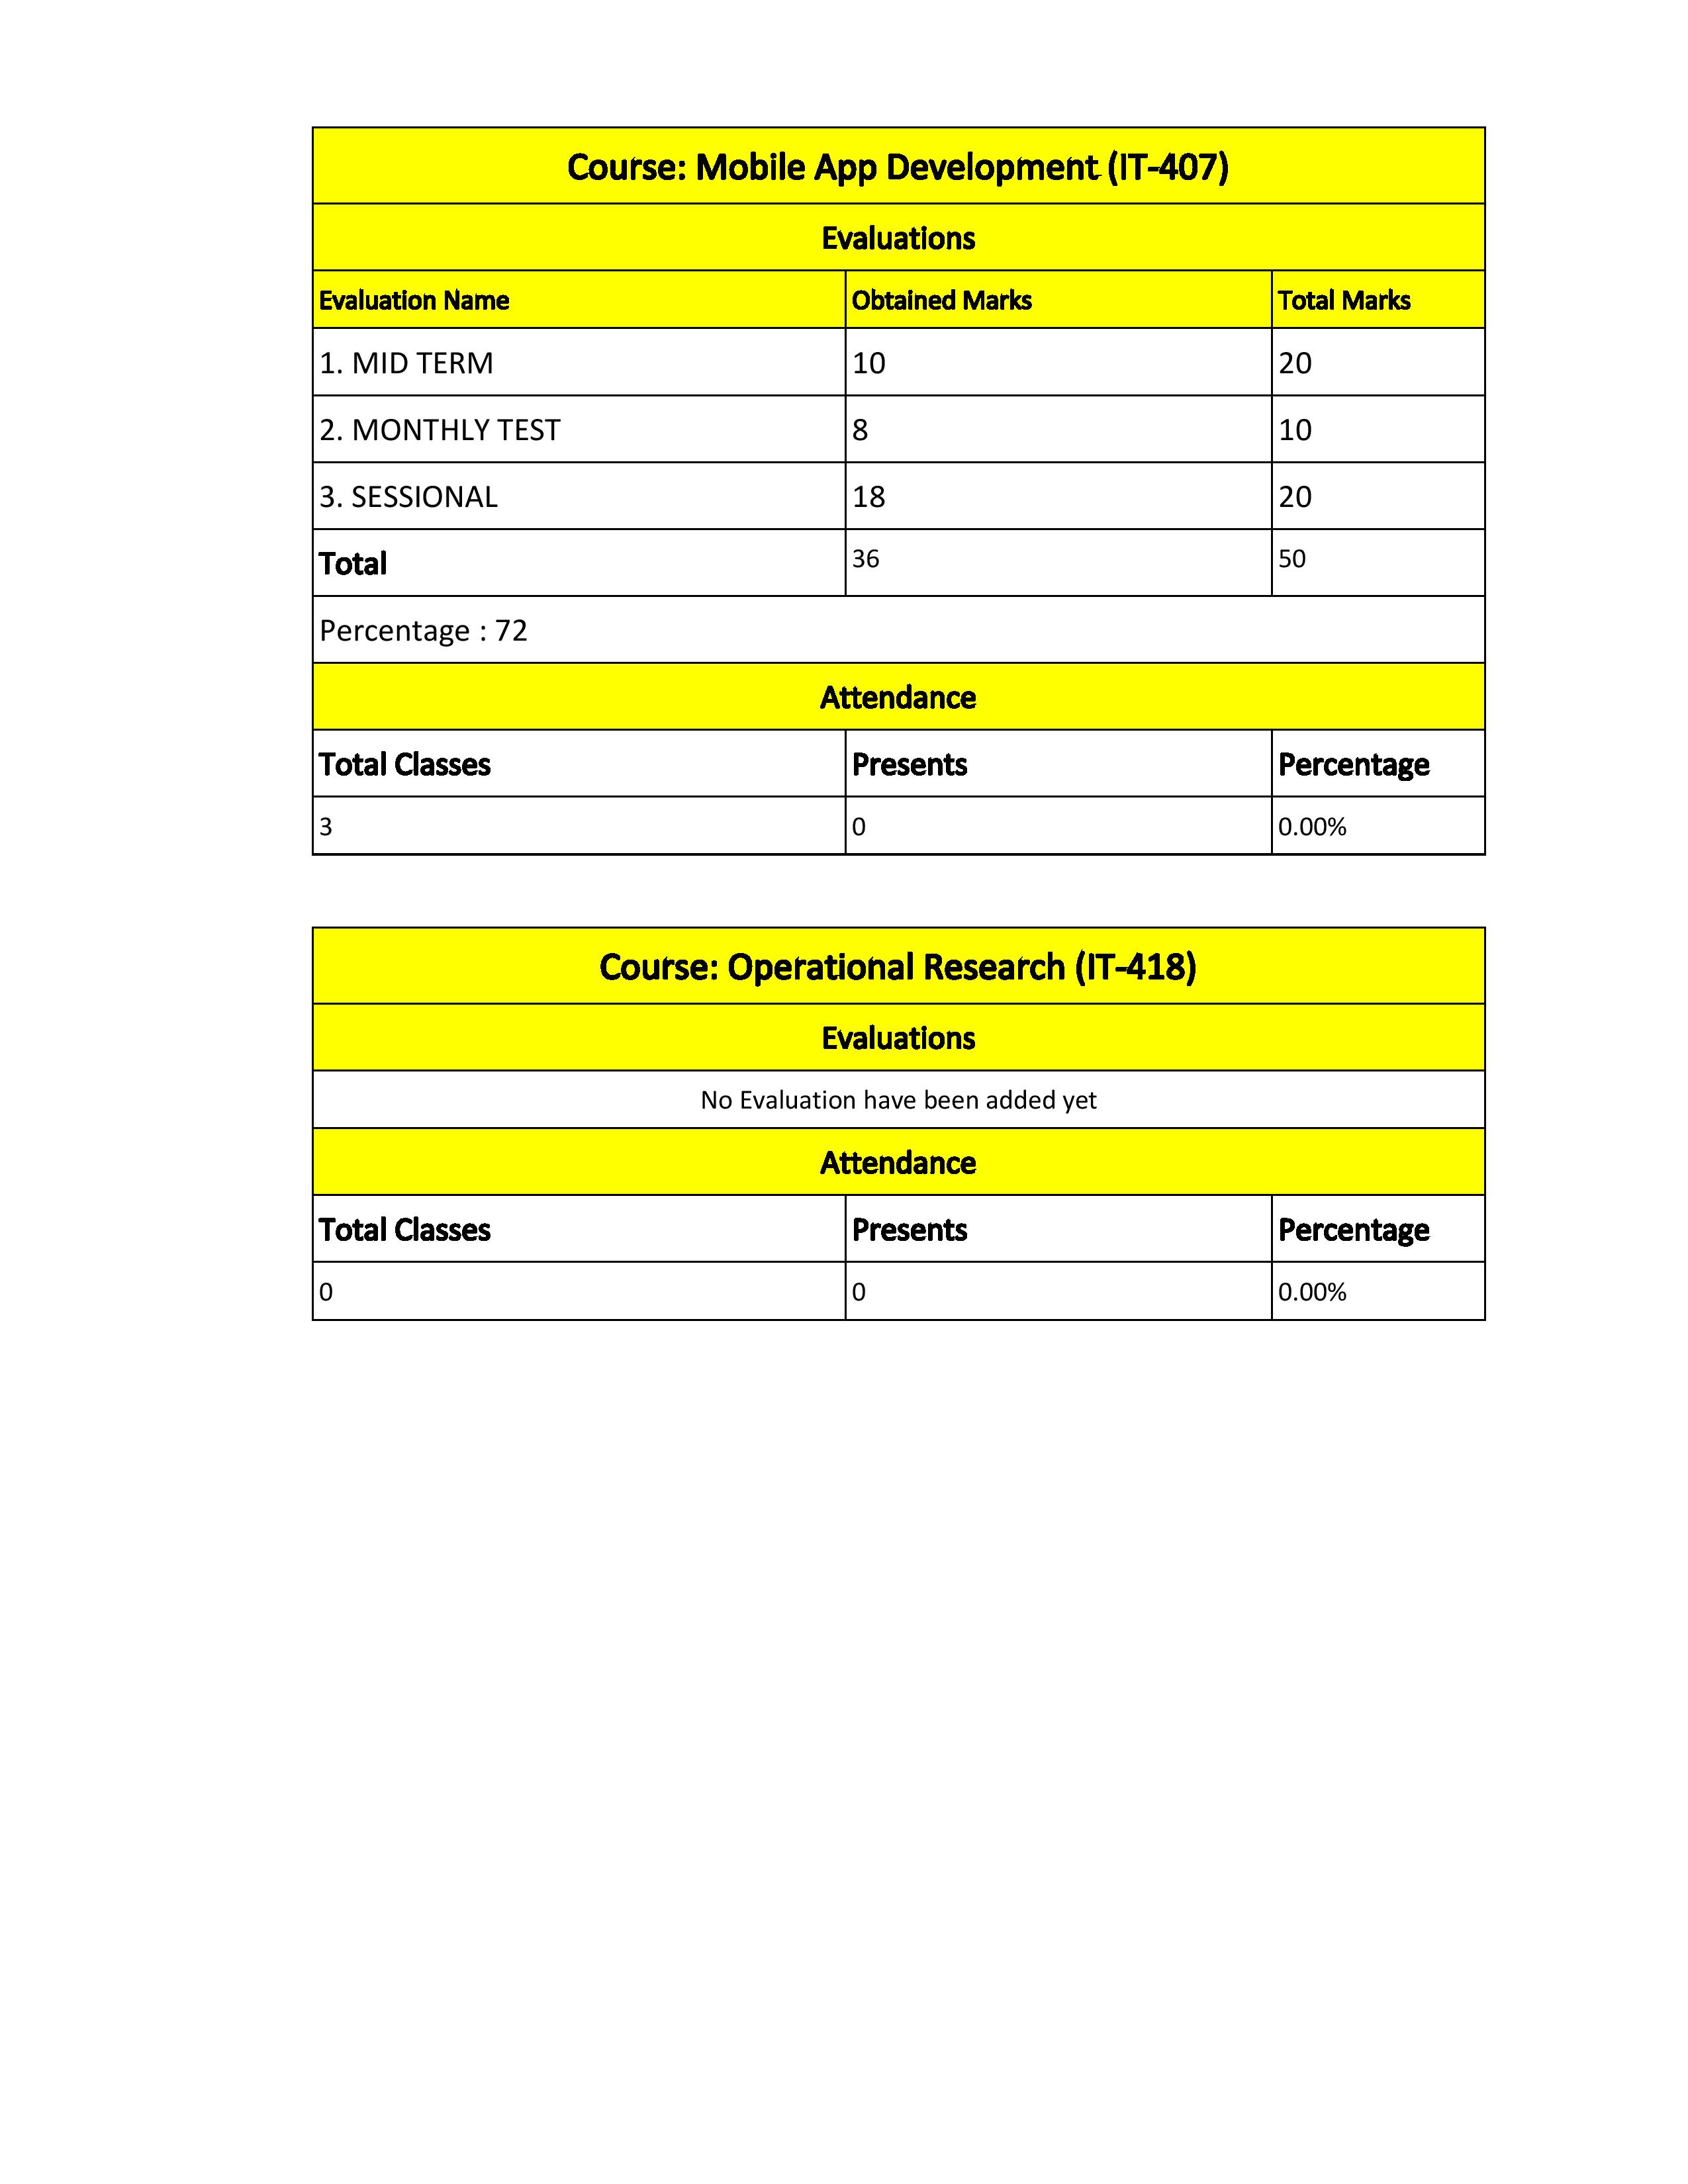 Course: Mobile App Development (IT-407)
Evaluations
Evaluation Name Obtained Marks Total Marks
1. MID TERM 10 20
2. MONTHLY TEST 8 10
3. SESSIONAL 18 20
Total 36 50
Percentage : 72
Attendance
Total Classes Presents Percentage
3 0 0.00%
Course: Operational Research (IT-418)
Evaluations
No Evaluation have been added yet
Attendance
Total Classes Presents Percentage
0 0 0.00%